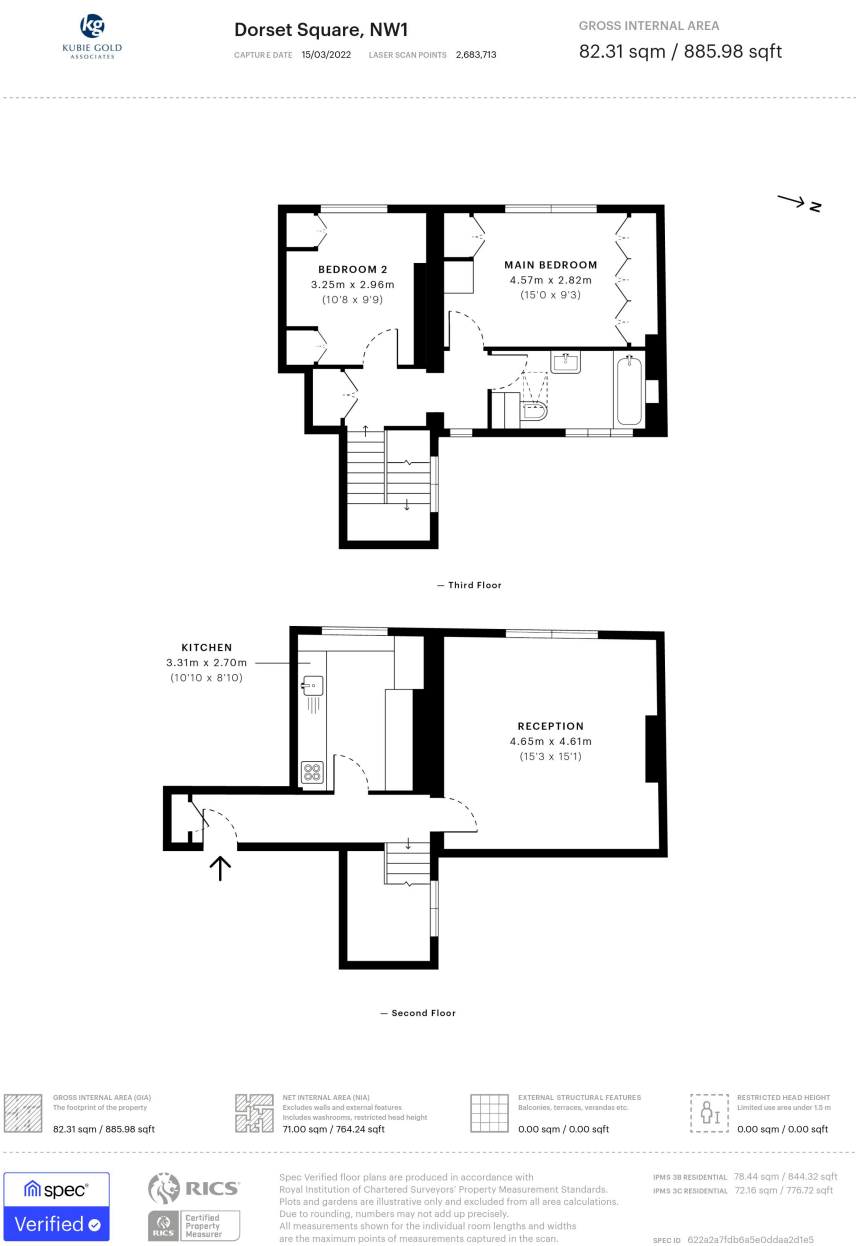 kg
KUBIE GOLD
ASSOCIATES
Dorset Square, NW1
CAPTURE DATE 15/03/2022 LASER SCAN POINTS 2,683,713
GROSS INTERNAL AREA
82.31 sqm / 885.98 sqft
N
BEDROOM 2
3.25m x 2.96m
(10'8 x 9'9)
MAIN BEDROOM
4.57m x 2.82m
(15'0 x 9'3)
— Third Floor
KITCHEN
3.31m x 2.70m
(10'10 x 8'10)
RECEPTION
4.65m x 4.61m
(15'3 x 15'1)
— Second Floor
GROSS INTERNAL AREA (GIA)
The footprint of the property
82.31 sqm / 885.98 sqft
NET INTERNAL AREA (NIA)
Excludes walls and external features
Includes washrooms, restricted head height
71.00 sqm / 764.24 sqft
EXTERNAL STRUCTURAL FEATURES
Balconies, terraces, verandas etc.
0.00 sqm / 0.00 sqft
RESTRICTED HEAD HEIGHT
Limited use area under 1.5 m
0.00 sqm / 0.00 sqft
spec
Verified
RICS
RICS
Certified
Property
Measurer
Spec Verified floor plans are produced in accordance with
Royal Institution of Chartered Surveyors' Property Measurement Standards.
Plots and gardens are illustrative only and excluded from all area calculations.
Due to rounding, numbers may not add up precisely.
All measurements shown for the individual room lengths and widths
are the maximum points of measurements captured in the scan.
IPMS 3B RESIDENTIAL 78.44 sqm / 844.32 sqft
IPMS 3C RESIDENTIAL 72.16 sqm / 776.72 sqft
SPEC ID 622a2a7fdb6a5e0ddaa2d1e5